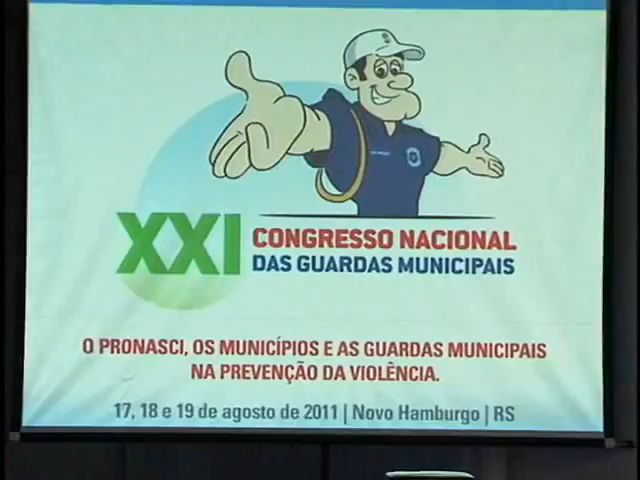 XXI CONGRESSO NACIONAL
DAS GUARDAS MUNICIPAIS
O PRONASCI, OS MUNICÍPIOS E AS GUARDAS MUNICIPAIS
NA PREVENÇÃO DA VIOLÊNCIA.
17, 18 e 19 de agosto de 2011 | Novo Hamburgo | RS